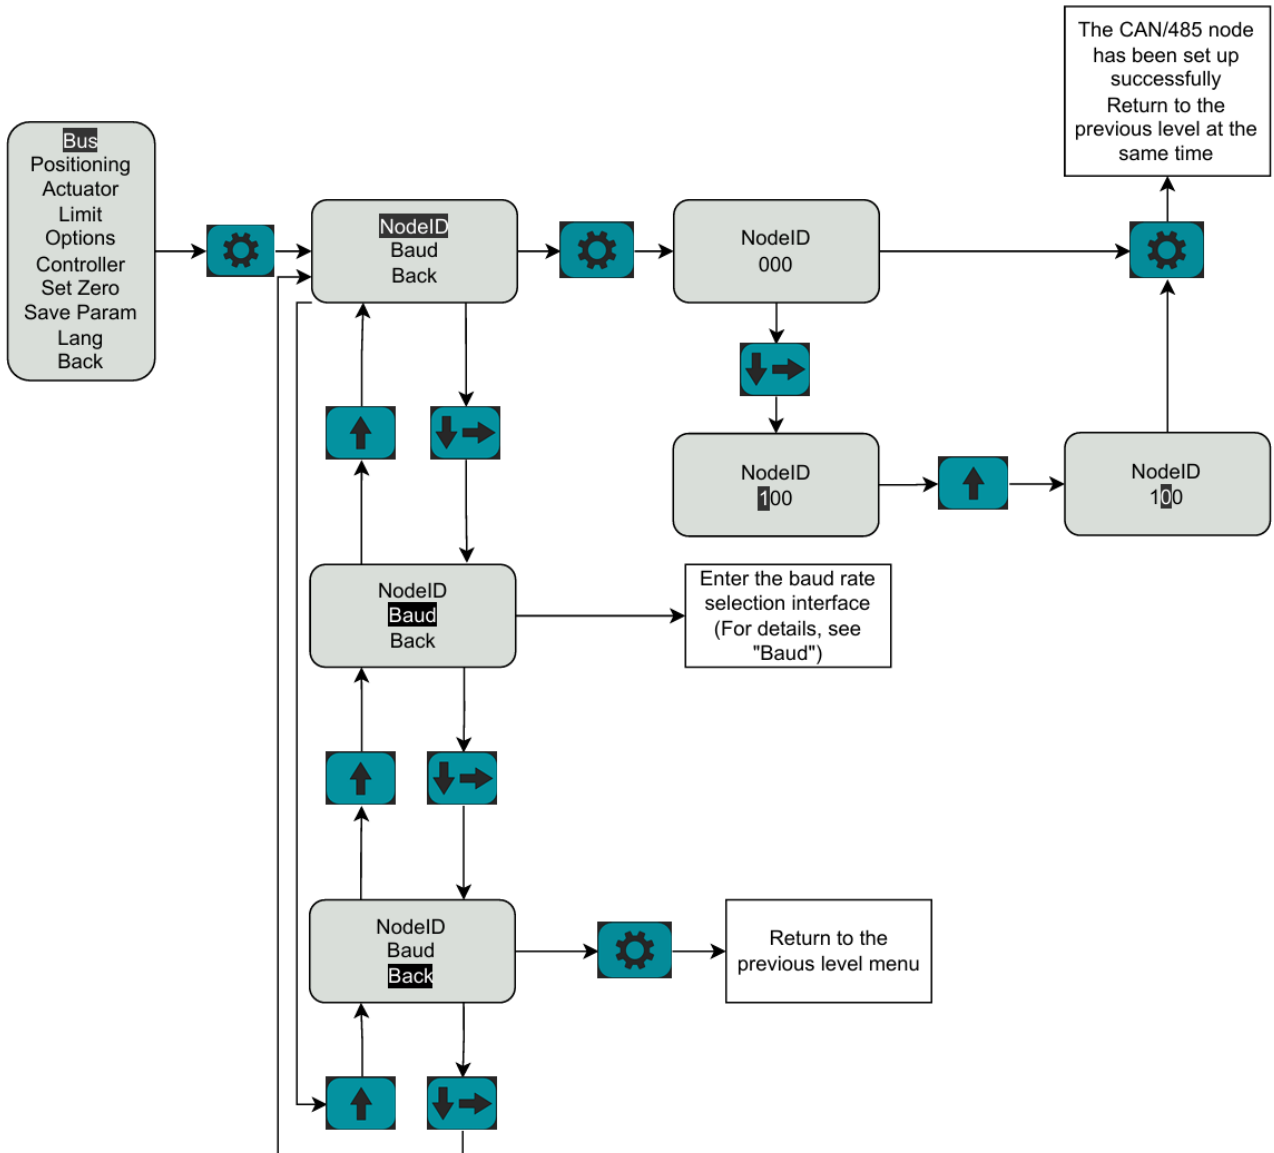 The CAN/485 node
has been set up
successfully
Return to the
previous level at the
same time
Bus
Positioning
Actuator
Limit
Options
Controller
Set Zero
Save Param
Lang
Back
NodeID
Baud
Back
NodeID
000
NodeID
100
NodeID
100
NodeID
Baud
Back
Enter the baud rate
selection interface
(For details, see
"Baud")
NodeID
Baud
Back
Return to the
previous level menu